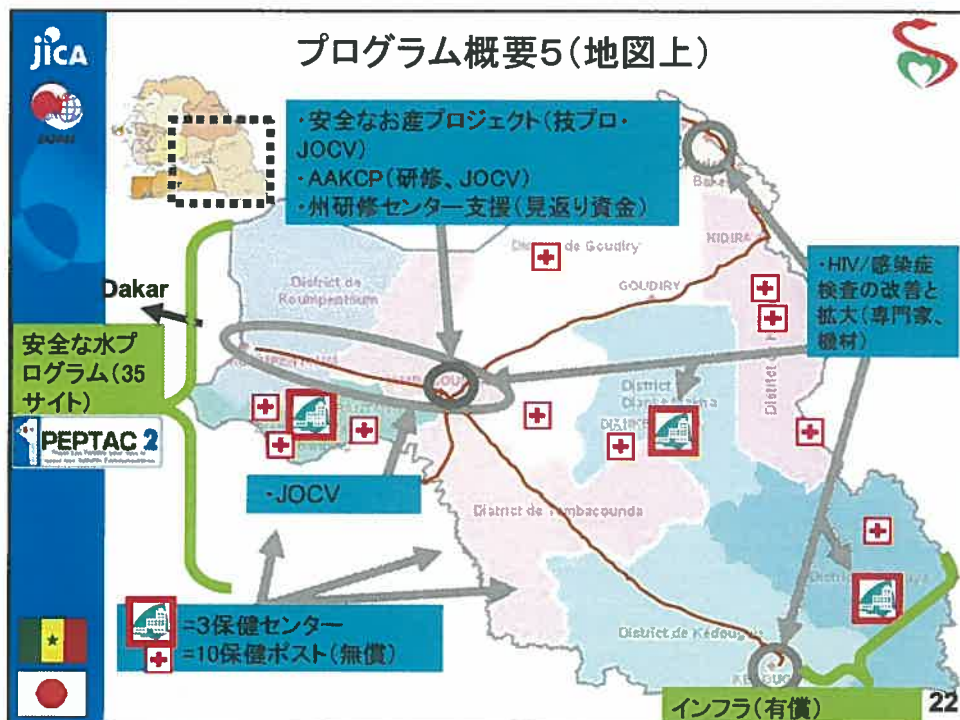 jICA
プログラム概要5(地図上)
JAPAN
・安全なお産プロジェクト(技プロ・
JOCV)
・AAKCP(研修、JOCV)
・州研修センター支援(見返り資金)
KIDIRA
District de Goudiry
GOUDIRY
District de
Koumpentoum
Dakar
・HIV/感染症
検査の改善と
拡大(専門家、
機材)
安全な水プ
ログラム(35
サイト)
District
PEPTAC 2
・JOCV
District de Tambacounda
=3保健センター
=10保健ポスト(無償)
District de Kédougou
インフラ(有償)
22